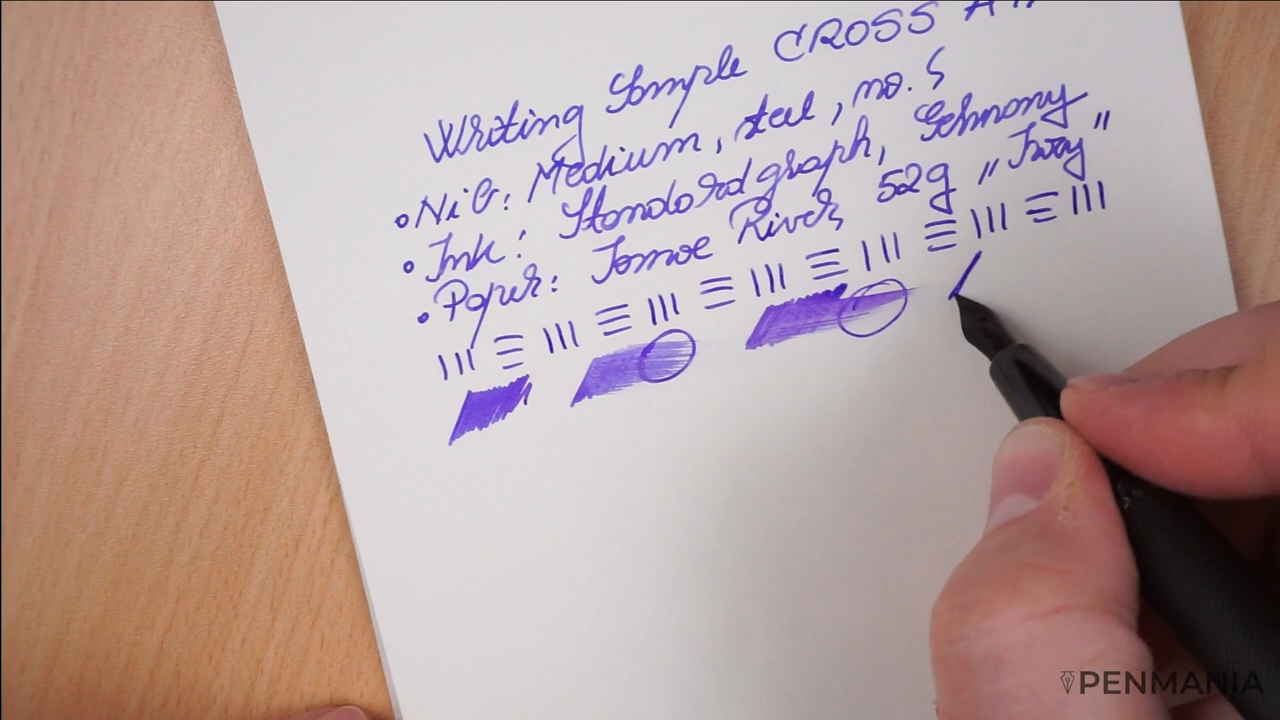 Writing Sample CROSS
• Nib: Medium, steel, no. 5
• Ink: Standardgraph, Germany
• Paper: Tomoe River 52g „Ivory"
PENMANIA